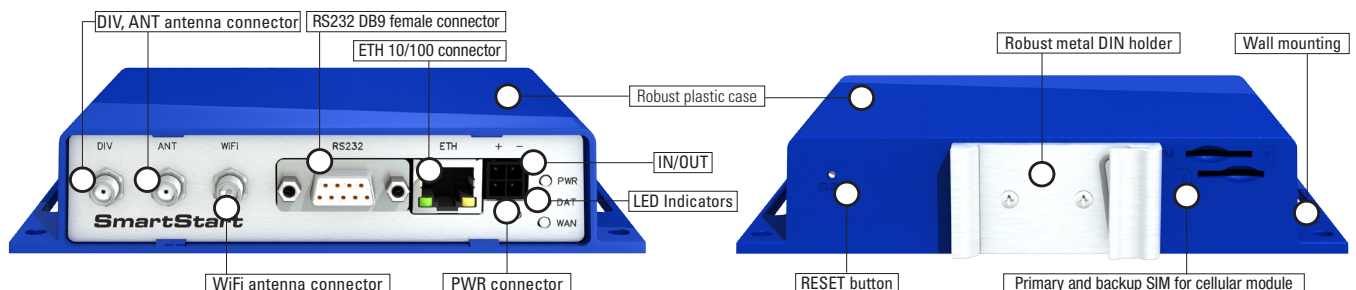 DIV, ANT antenna connector
RS232 DB9 female connector
ETH 10/100 connector
Robust metal DIN holder
Wall mounting
Robust plastic case
DIV ANT WiFi RS232 ETH + -
IN/OUT
PWR
DAT
LED Indicators
WAN
SmartStart
WiFi antenna connector
PWR connector
RESET button
Primary and backup SIM for cellular module